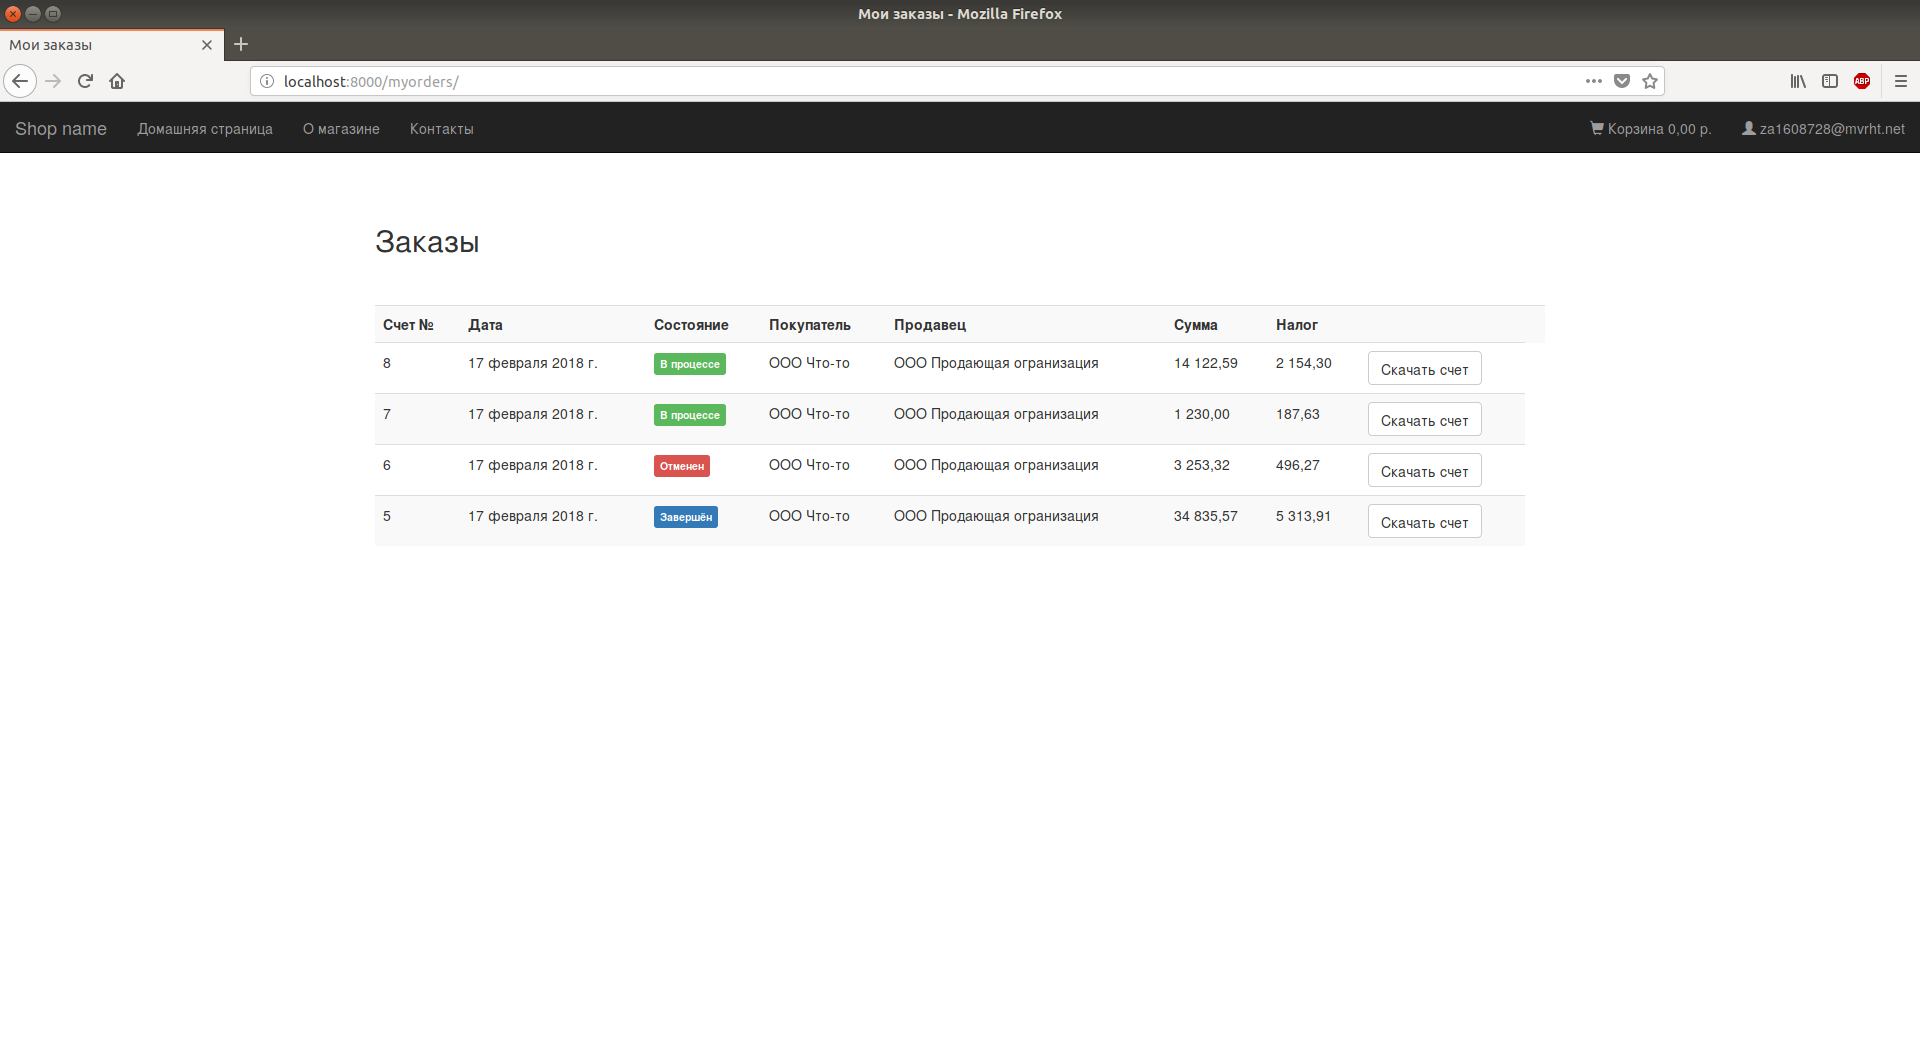 Мои заказы - Mozilla Firefox
Мои заказы
localhost:8000/myorders/
ABP
Shop name Домашняя страница О магазине Контакты Корзина 0,00 р. za1608728@mvrht.net
Заказы
Счет № Дата Состояние Покупатель Продавец Сумма Налог
8 17 февраля 2018 г. В процессе ООО Что-то ООО Продающая огранизация 14 122,59 2 154,30 Скачать счет
7 17 февраля 2018 г. В процессе ООО Что-то ООО Продающая огранизация 1 230,00 187,63 Скачать счет
6 17 февраля 2018 г. Отменен ООО Что-то ООО Продающая огранизация 3 253,32 496,27 Скачать счет
5 17 февраля 2018 г. Завершён ООО Что-то ООО Продающая огранизация 34 835,57 5 313,91 Скачать счет